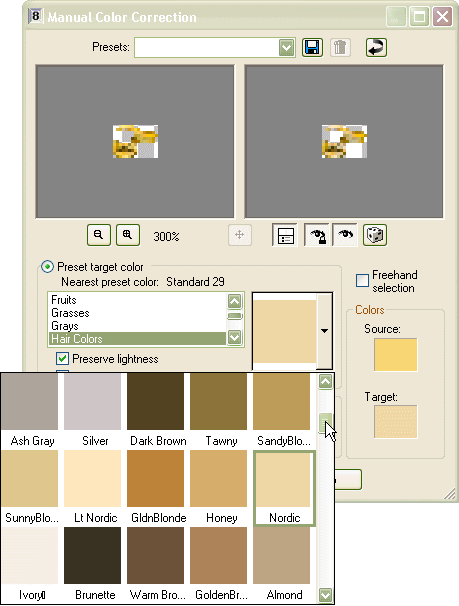 8 Manual Color Correction
Presets:
300%
Preset target color
Nearest preset color: Standard 29
Fruits
Grasses
Grays
Hair Colors
Preserve lightness
Freehand
selection
Colors
Source:
Target:
Ash Gray Silver Dark Brown Tawny SandyBlo...
SunnyBlo... Lt Nordic GldnBlonde Honey Nordic
Ivory Brunette Warm Bro... GoldenBr... Almond